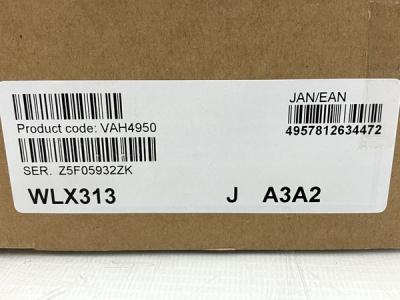 Product code: VAH4950
JAN/EAN
4957812634472
SER. Z5F05932ZK
WLX313 J A3A2